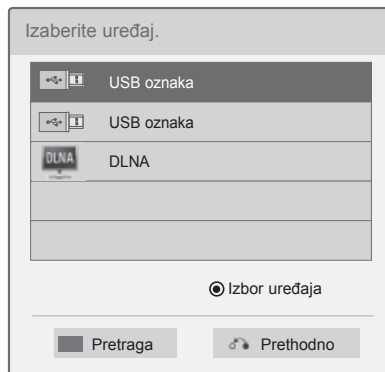 Izaberite uređaj.
USB oznaka
USB oznaka
DLNA DLNA
Izbor uređaja
Pretraga Prethodno